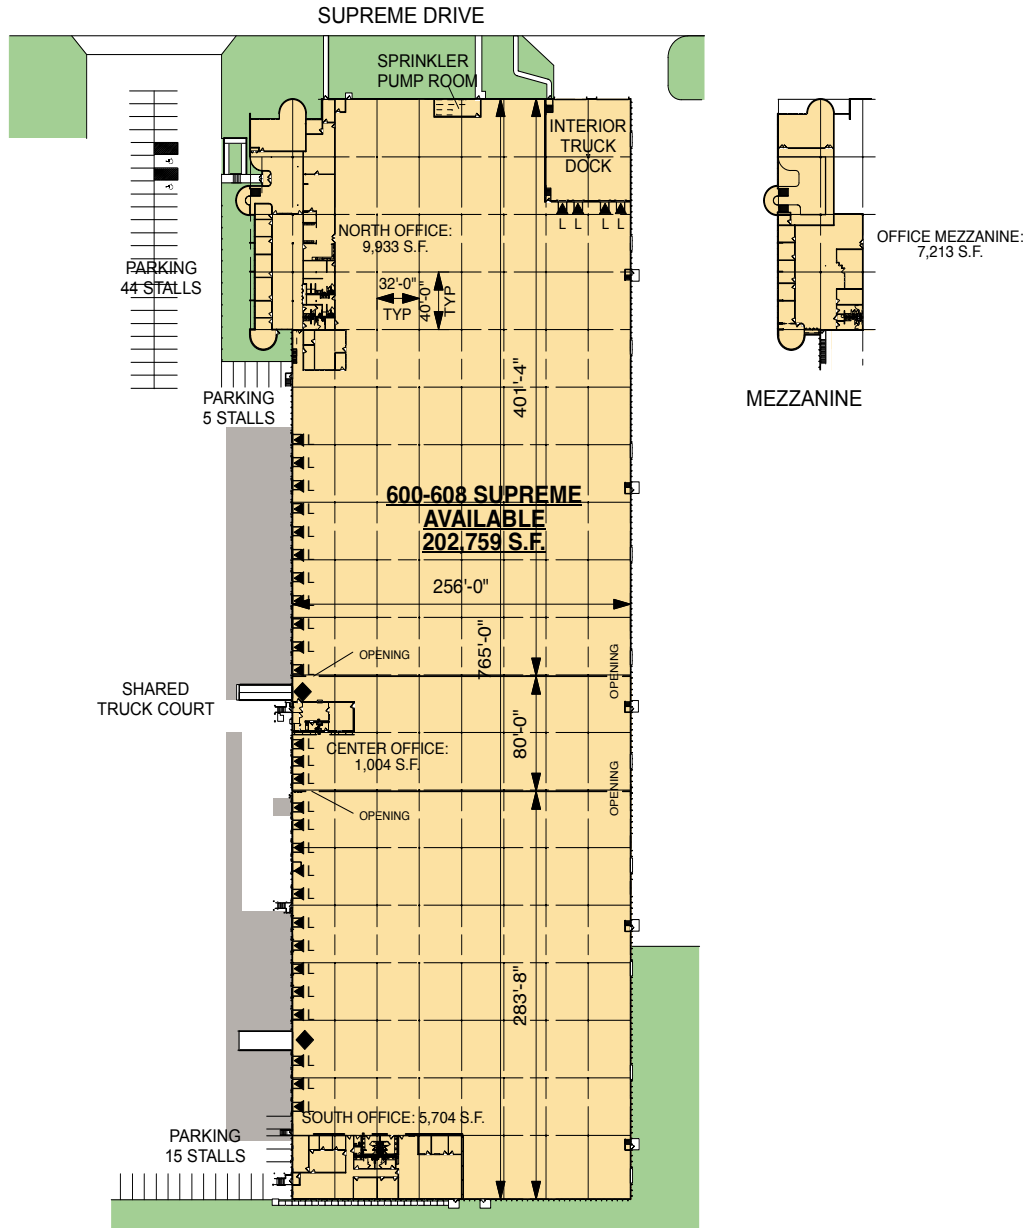 SUPREME DRIVE
SPRINKLER
PUMP ROOM
INTERIOR
TRUCK
DOCK
L L L L
NORTH OFFICE:
9,933 S.F.
OFFICE MEZZANINE:
7,213 S.F.
PARKING
44 STALLS
32'-0"
TYP
40'-0"
TYP
401'-4"
PARKING
5 STALLS
MEZZANINE
L
L
L
L
L
L
L
L
L
L
L
600-608 SUPREME
AVAILABLE
202,759 S.F.
256'-0"
765'-0"
OPENING
OPENING
SHARED
TRUCK COURT
CENTER OFFICE:
1,004 S.F.
80'-0"
L
L
L
OPENING
OPENING
L
L
L
L
L
L
L
L
L
L
283'-8"
L
L
L
SOUTH OFFICE: 5,704 S.F.
PARKING
15 STALLS